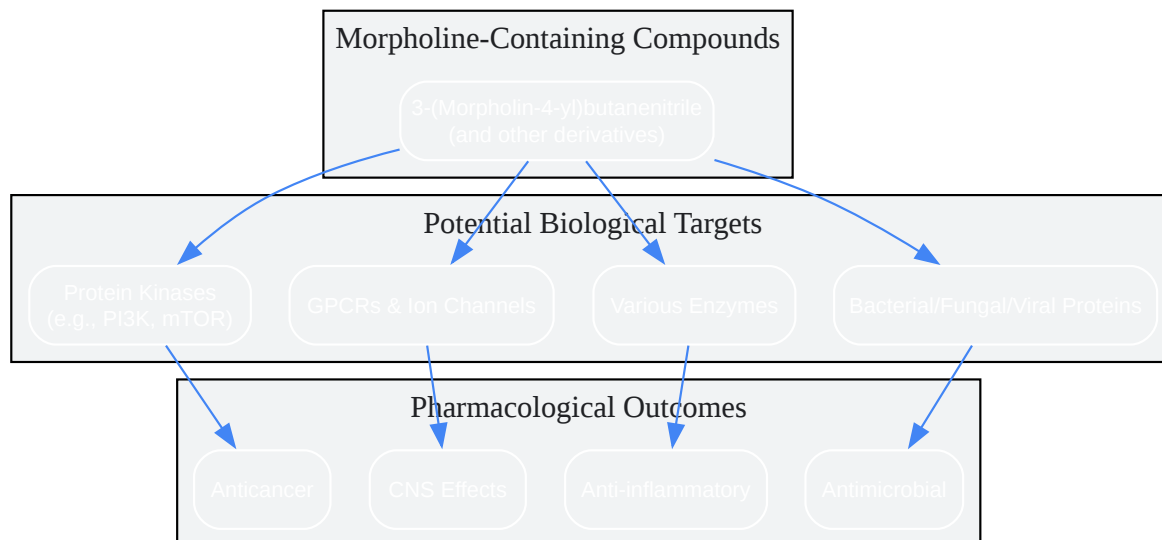 Morpholine-Containing Compounds
3-(Morpholin-4-yl)butanenitrile
(and other derivatives)
Potential Biological Targets
Protein Kinases
(e.g., PI3K, mTOR)
GPCRs & Ion Channels
Various Enzymes
Bacterial/Fungal/Viral Proteins
Pharmacological Outcomes
Anticancer
CNS Effects
Anti-inflammatory
Antimicrobial